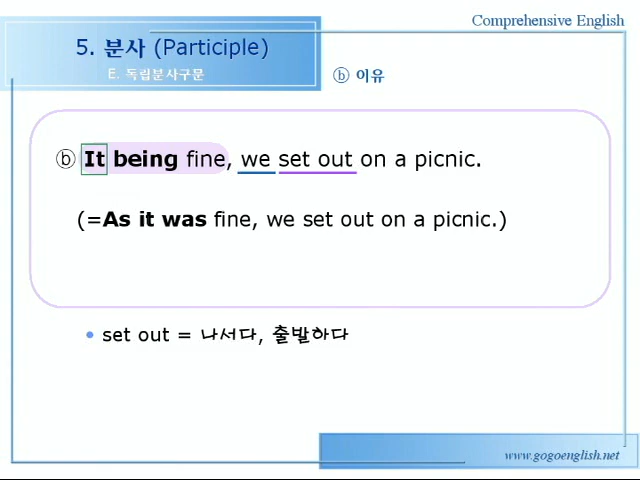 Comprehensive English
5. 분사 (Participle)
E. 독립분사구문
ⓑ 이유
ⓑ It being fine, we set out on a picnic.
(=As it was fine, we set out on a picnic.)
• set out = 나서다, 출발하다
www.gogoenglish.net